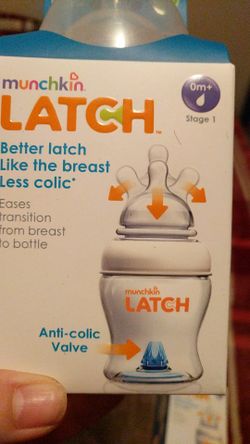 munchkin
LATCH™
0m+
Stage 1
Better latch
Like the breast
Less colic*
Eases
transition
from breast
to bottle
munchkin
LATCH
Anti-colic
Valve